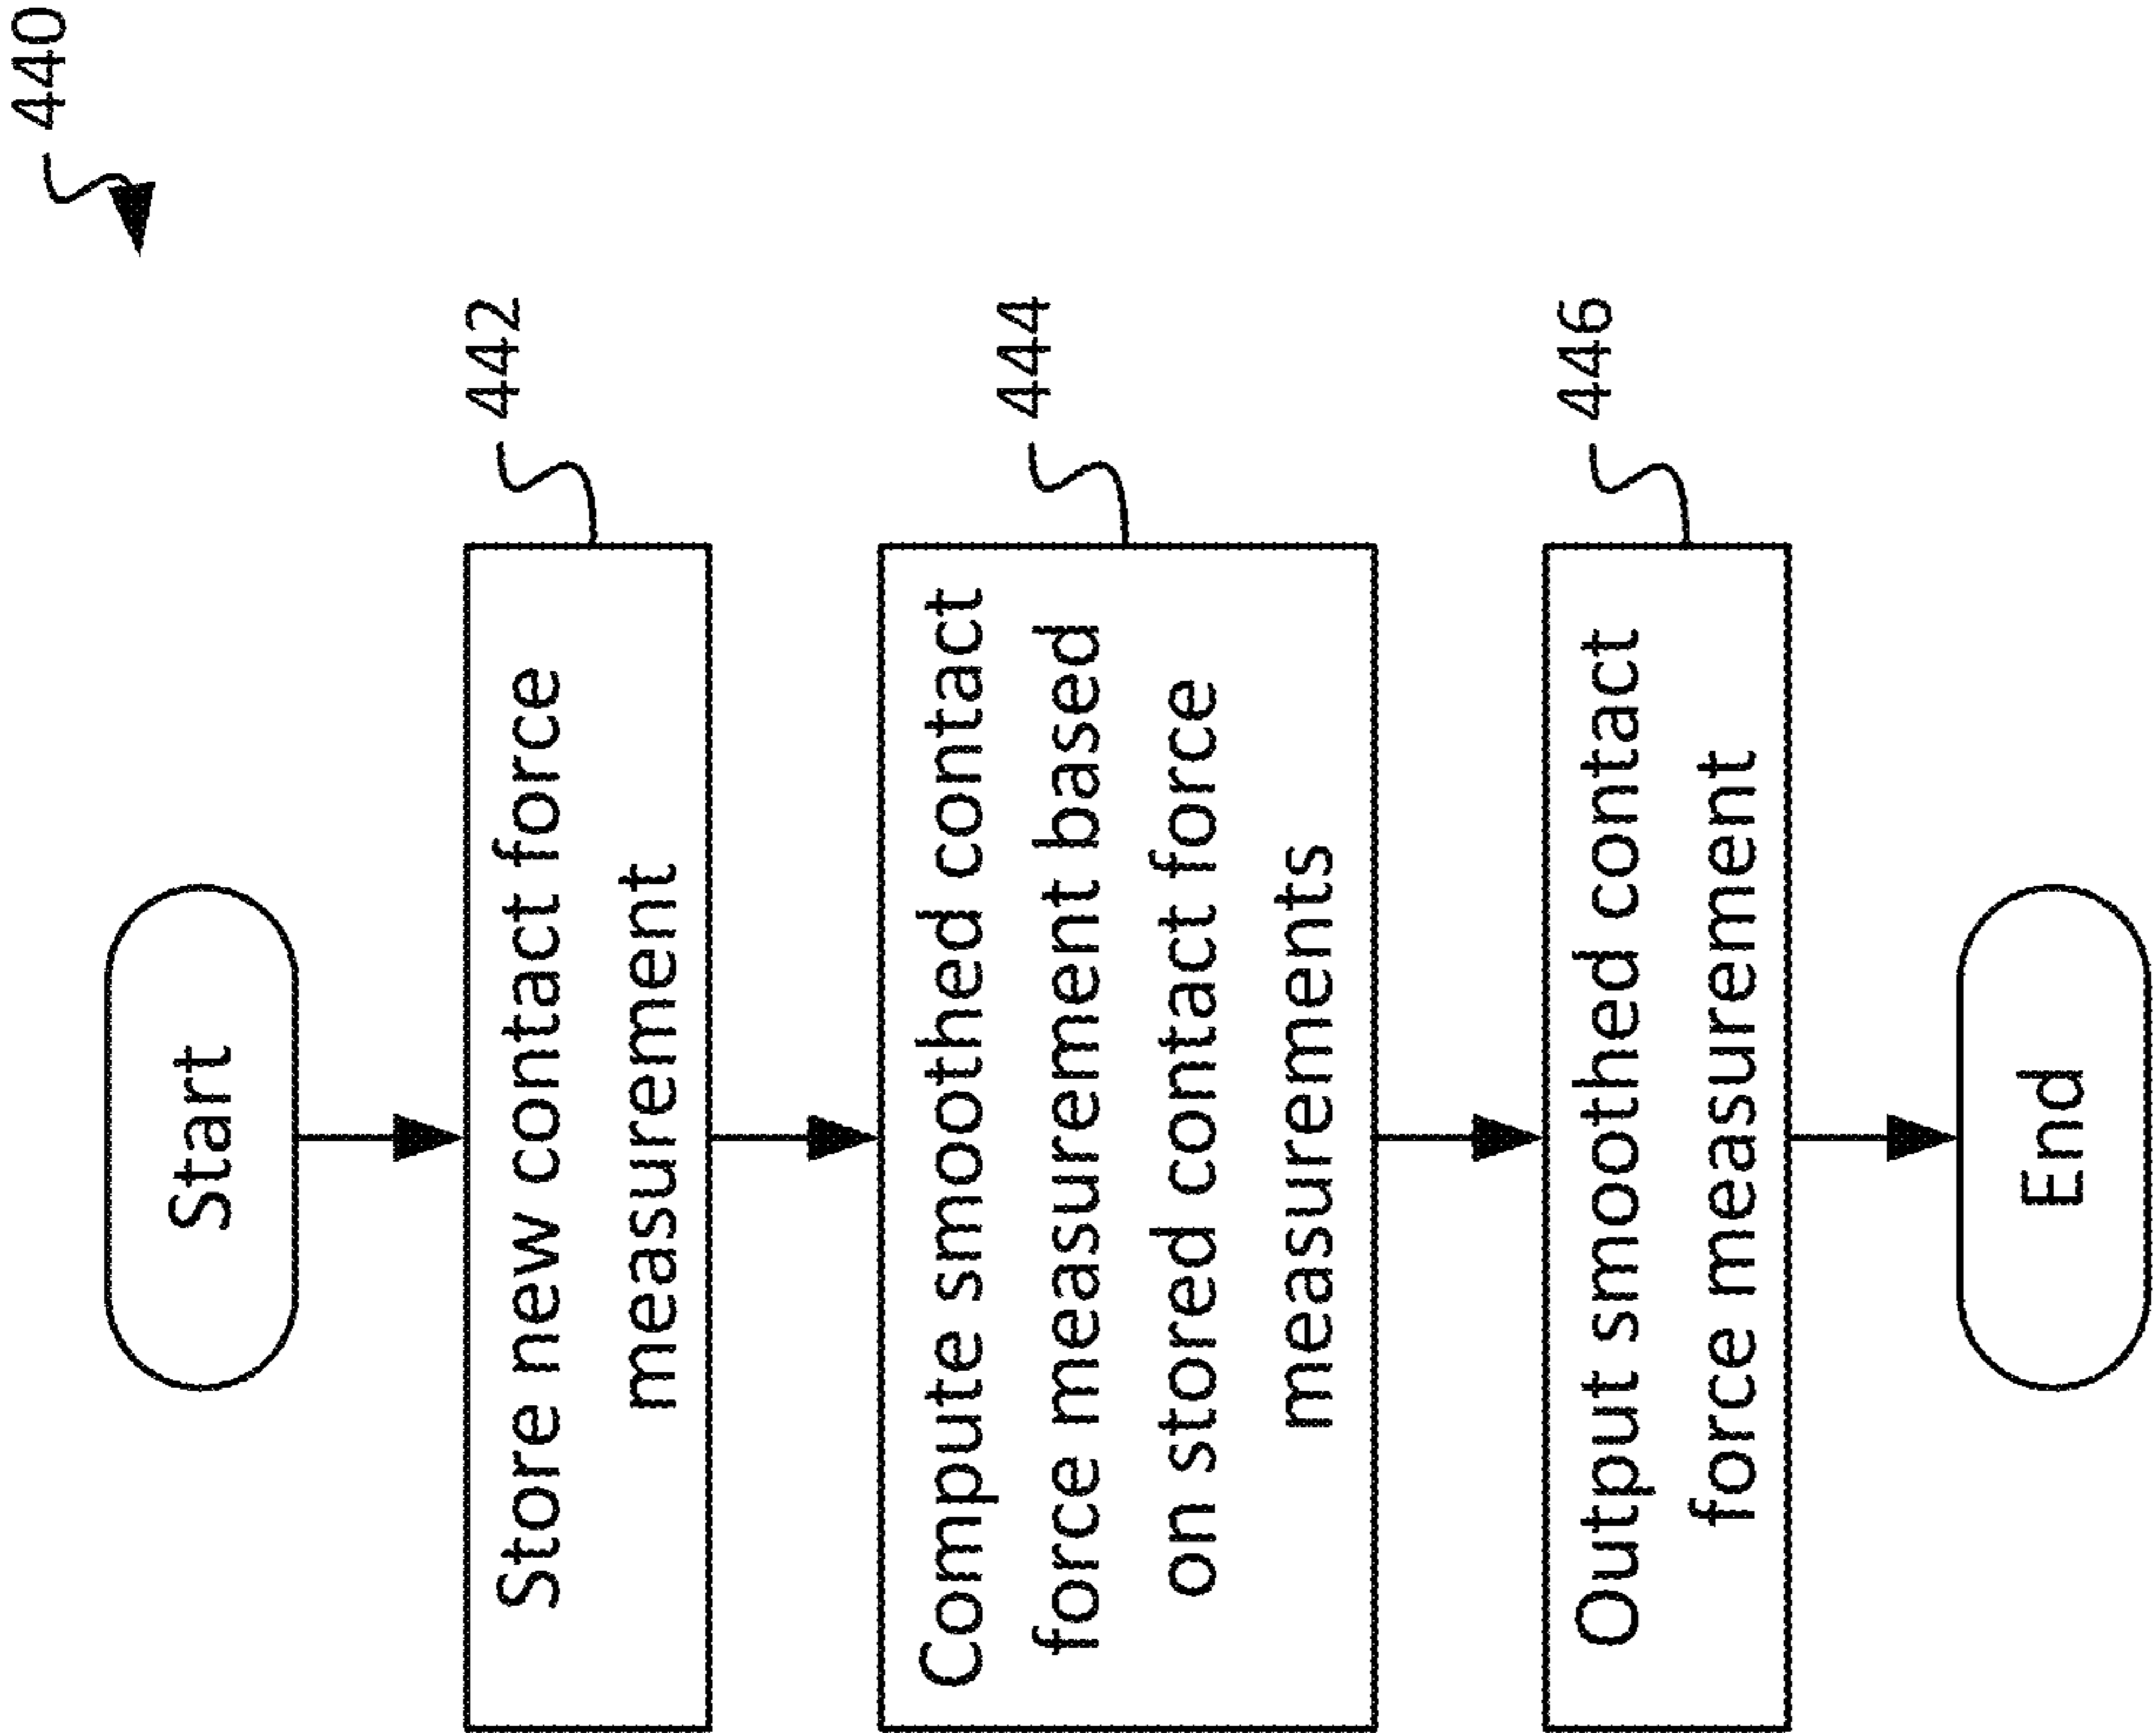 440
Start
Store new contact force
measurement
442
Compute smoothed contact
force measurement based
on stored contact force
measurements
444
Output smoothed contact
force measurement
446
End